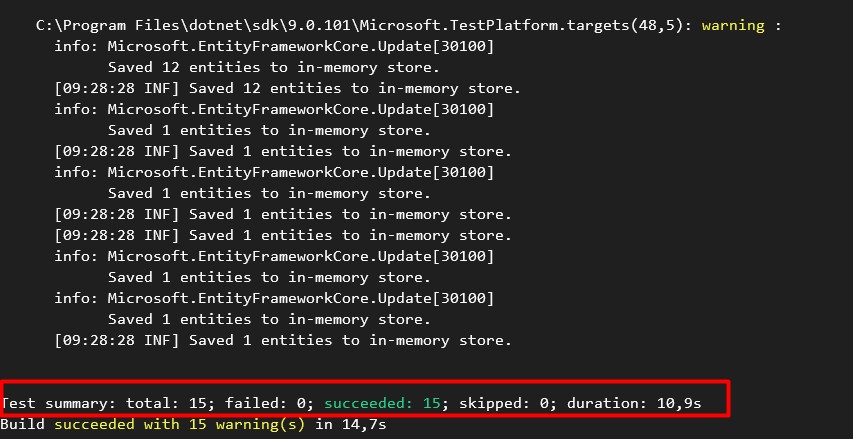 C:\Program Files\dotnet\sdk\9.0.101\Microsoft.TestPlatform.targets(48,5): warning :
info: Microsoft.EntityFrameworkCore.Update[30100]
Saved 12 entities to in-memory store.
[09:28:28 INF] Saved 12 entities to in-memory store.
info: Microsoft.EntityFrameworkCore.Update[30100]
Saved 1 entities to in-memory store.
[09:28:28 INF] Saved 1 entities to in-memory store.
info: Microsoft.EntityFrameworkCore.Update[30100]
Saved 1 entities to in-memory store.
[09:28:28 INF] Saved 1 entities to in-memory store.
[09:28:28 INF] Saved 1 entities to in-memory store.
info: Microsoft.EntityFrameworkCore.Update[30100]
Saved 1 entities to in-memory store.
info: Microsoft.EntityFrameworkCore.Update[30100]
Saved 1 entities to in-memory store.
[09:28:28 INF] Saved 1 entities to in-memory store.
Test summary: total: 15; failed: 0; succeeded: 15; skipped: 0; duration: 10,9s
Build succeeded with 15 warning(s) in 14,7s